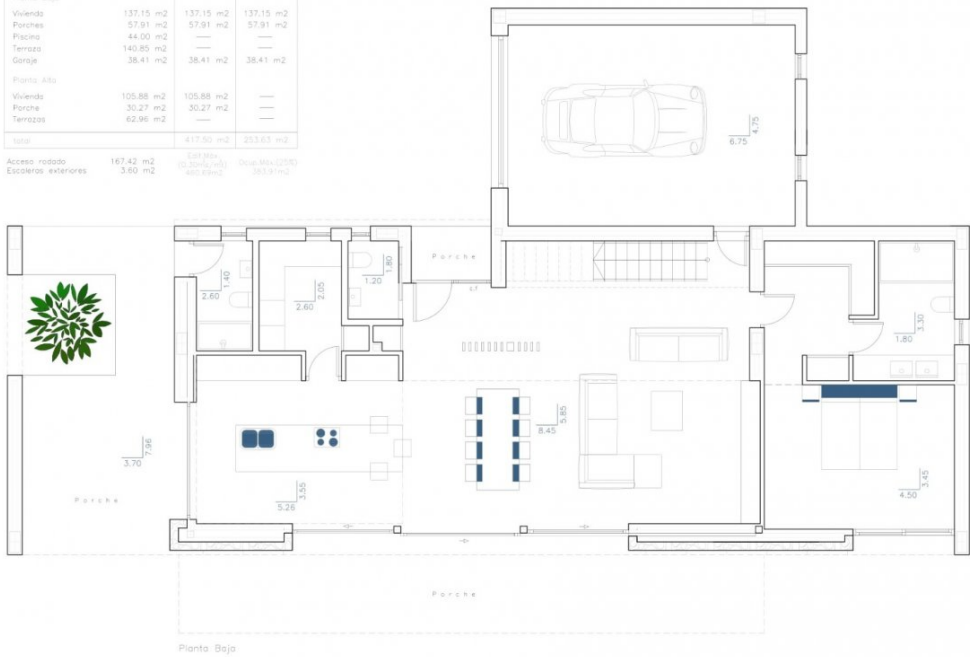 Vivienda 137.15 m2 137.15 m2 137.15 m2
Porches 57.91 m2 57.91 m2 57.91 m2
Piscina 44.00 m2 —— ——
Terraza 140.85 m2 —— ——
Garaje 38.41 m2 38.41 m2 38.41 m2
Planta Alta
Vivienda 105.88 m2 105.88 m2 ——
Porche 30.27 m2 30.27 m2 ——
Terrazas 62.96 m2 —— ——
417.50 m2 253.63 m2
Acceso rodado 167.42 m2
Escaleras exteriores 3.60 m2
6.75 4.75
Porche
2.60 1.40
2.60 2.05
1.20 1.80
1.80 3.30
8.45 5.85
3.70 7.96
5.26 3.55
4.50 3.45
Porche
Porche
Planta Baja